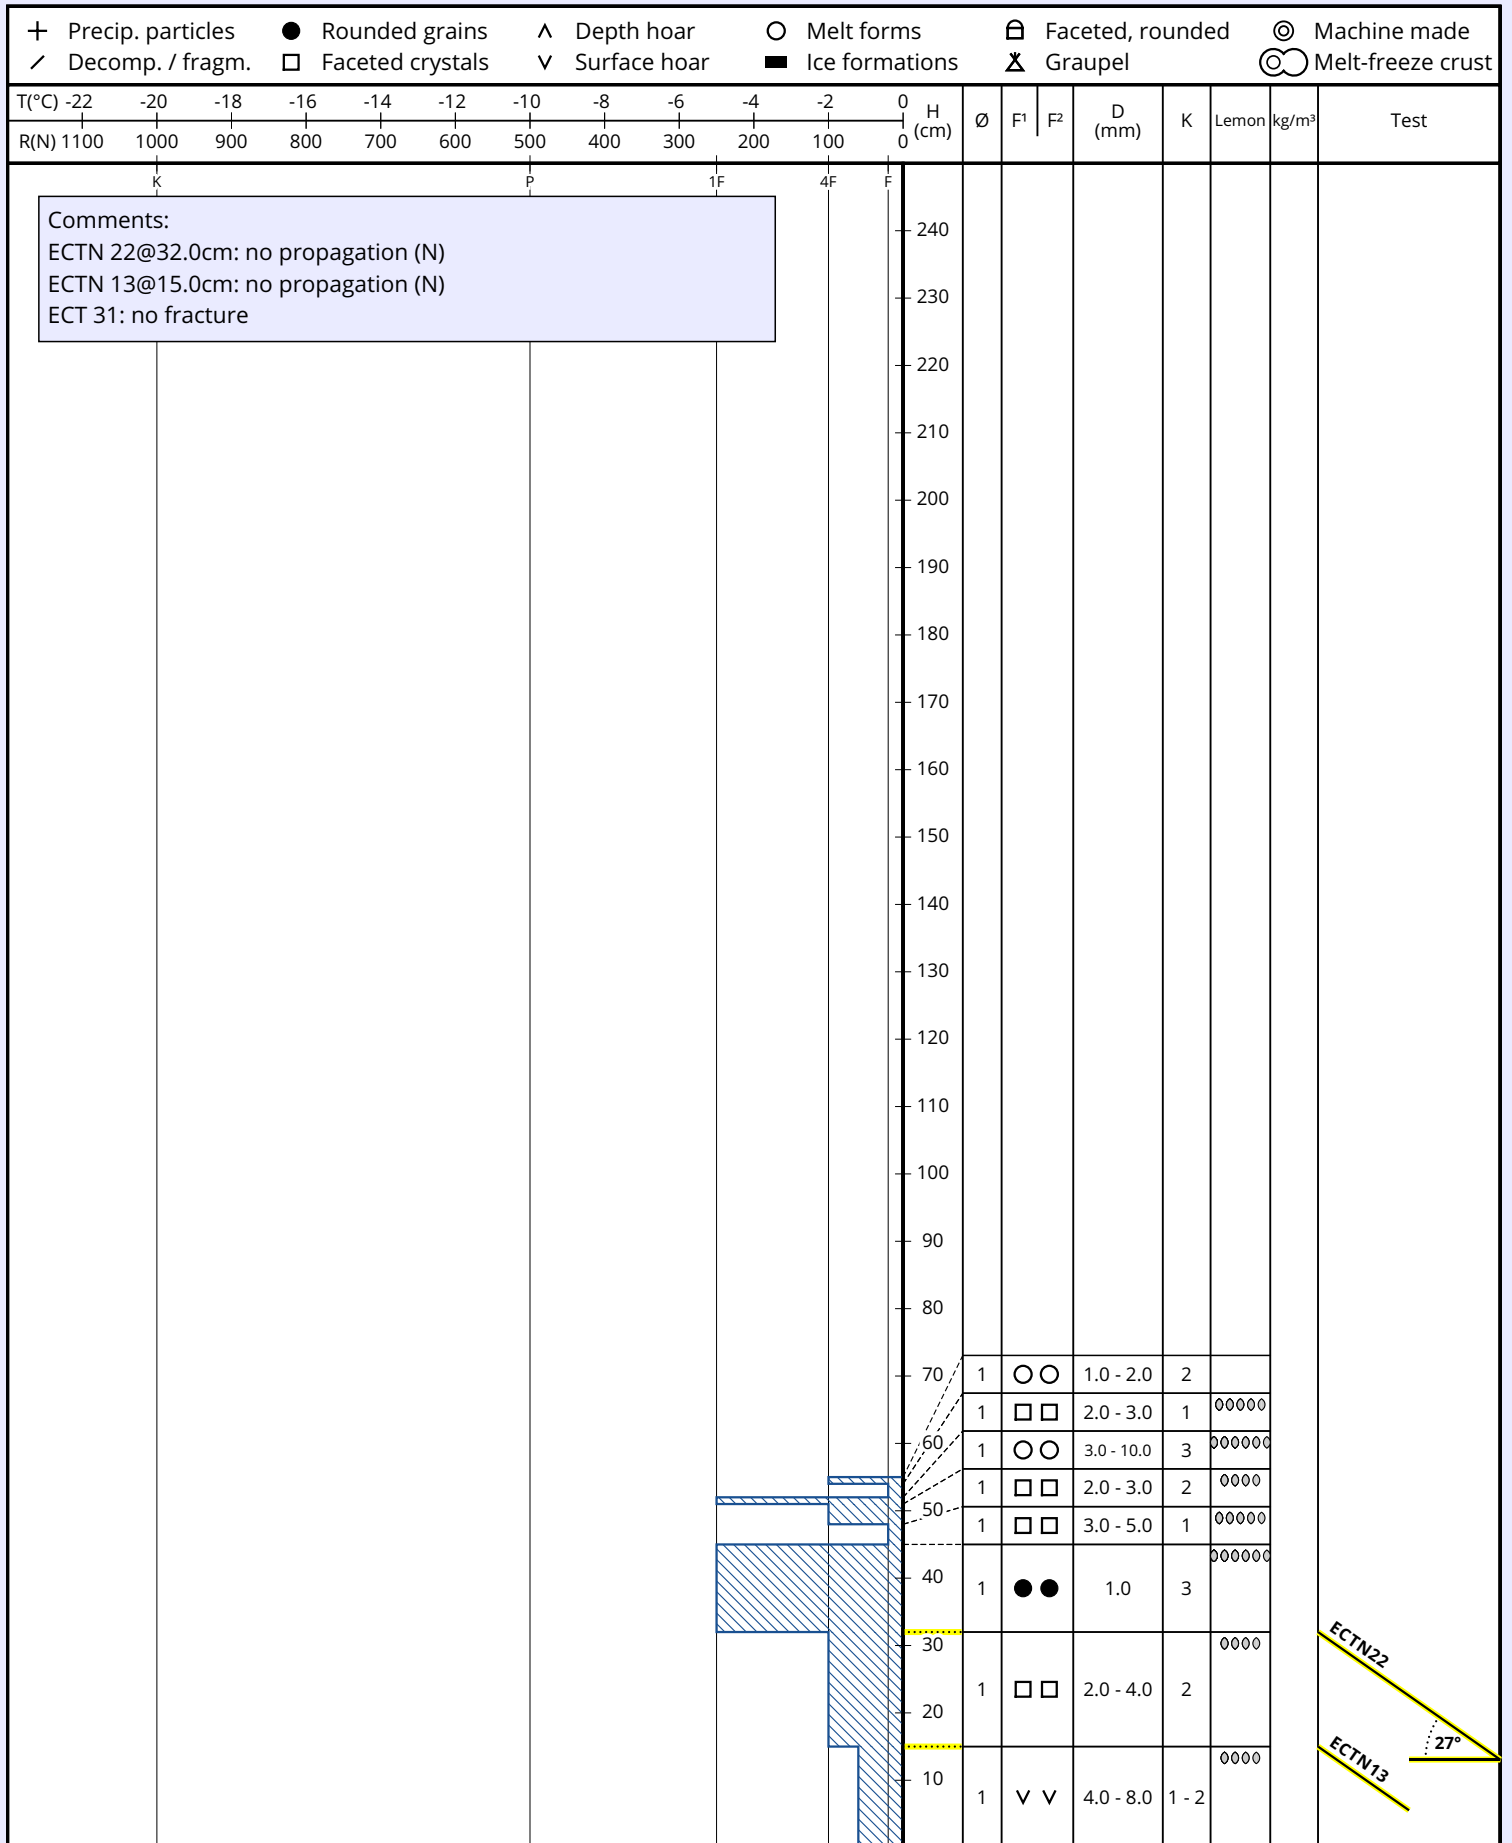 Precip. particles Rounded grains Depth hoar Melt forms Faceted, rounded Machine made
Decomp. / fragm. Faceted crystals Surface hoar Ice formations Graupel Melt-freeze crust
T(°C) -22 -20 -18 -16 -14 -12 -10 -8 -6 -4 -2 0
R(N) 1100 1000 900 800 700 600 500 400 300 200 100 0
H (cm) Ø F¹ F² D (mm) K Lemon kg/m³ Test
K P 1F 4F F
Comments:
ECTN 22@32.0cm: no propagation (N)
ECTN 13@15.0cm: no propagation (N)
ECT 31: no fracture
240
230
220
210
200
190
180
170
160
150
140
130
120
110
100
90
80
70 1 1.0 - 2.0 2
1 2.0 - 3.0 1
60 1 3.0 - 10.0 3
1 2.0 - 3.0 2
50 1 3.0 - 5.0 1
40 1 1.0 3
30 ECTN22
1 2.0 - 4.0 2
20
27°
ECTN13
10
1 4.0 - 8.0 1 - 2